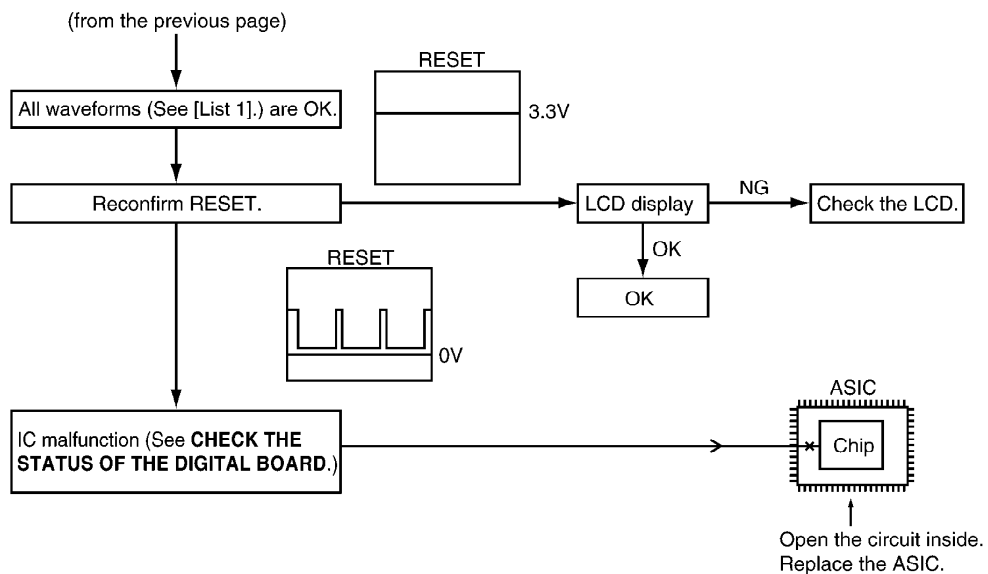 (from the previous page)
RESET
3.3V
All waveforms (See [List 1].) are OK.
Reconfirm RESET.
LCD display
NG
Check the LCD.
OK
OK
RESET
0V
IC malfunction (See CHECK THE
STATUS OF THE DIGITAL BOARD.)
ASIC
Chip
Open the circuit inside.
Replace the ASIC.